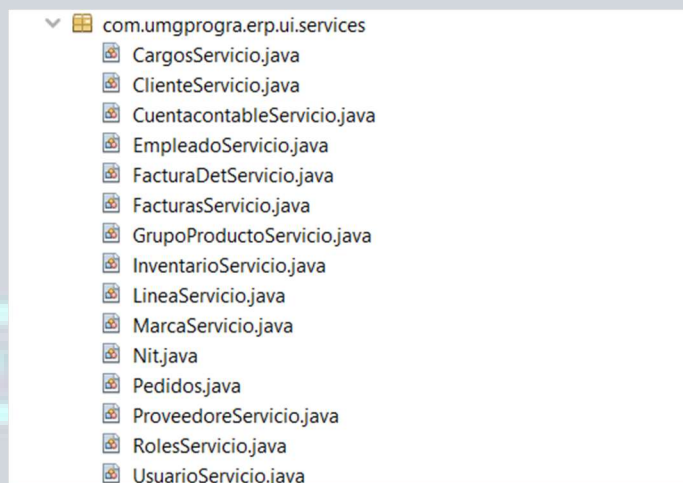 com.umgprogra.erp.ui.services
CargosServicio.java
ClienteServicio.java
CuentacontableServicio.java
EmpleadoServicio.java
FacturaDetServicio.java
FacturasServicio.java
GrupoProductoServicio.java
InventarioServicio.java
LineaServicio.java
MarcaServicio.java
Nit.java
Pedidos.java
ProveedoreServicio.java
RolesServicio.java
UsuarioServicio.java